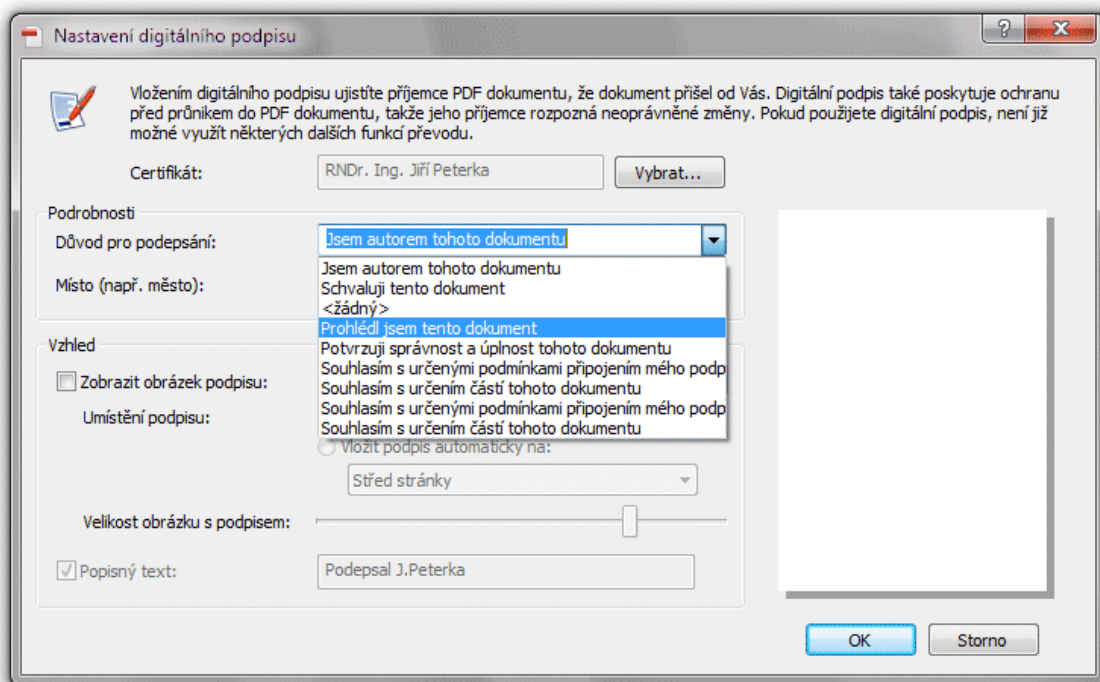 Nastavení digitálního podpisu
Vložením digitálního podpisu ujistíte příjemce PDF dokumentu, že dokument přišel od Vás. Digitální podpis také poskytuje ochranu
před průnikem do PDF dokumentu, takže jeho příjemce rozpozná neoprávněné změny. Pokud použijete digitální podpis, není již
možné využít některých dalších funkcí převodu.
Certifikát: RNDr. Ing. Jiří Peterka Vybrat...
Podrobnosti
Důvod pro podepsání: Jsem autorem tohoto dokumentu
Místo (např. město):
Jsem autorem tohoto dokumentu
Schvaluji tento dokument
<žádný>
Prohlédl jsem tento dokument
Potvrzuji správnost a úplnost tohoto dokumentu
Souhlasím s určenými podmínkami připojením mého podp
Souhlasím s určením částí tohoto dokumentu
Souhlasím s určenými podmínkami připojením mého podp
Souhlasím s určením částí tohoto dokumentu
Vzhled
Zobrazit obrázek podpisu:
Umístění podpisu:
Vložit podpis automaticky na:
Střed stránky
Velikost obrázku s podpisem:
Popisný text: Podepsal J.Peterka
OK Storno